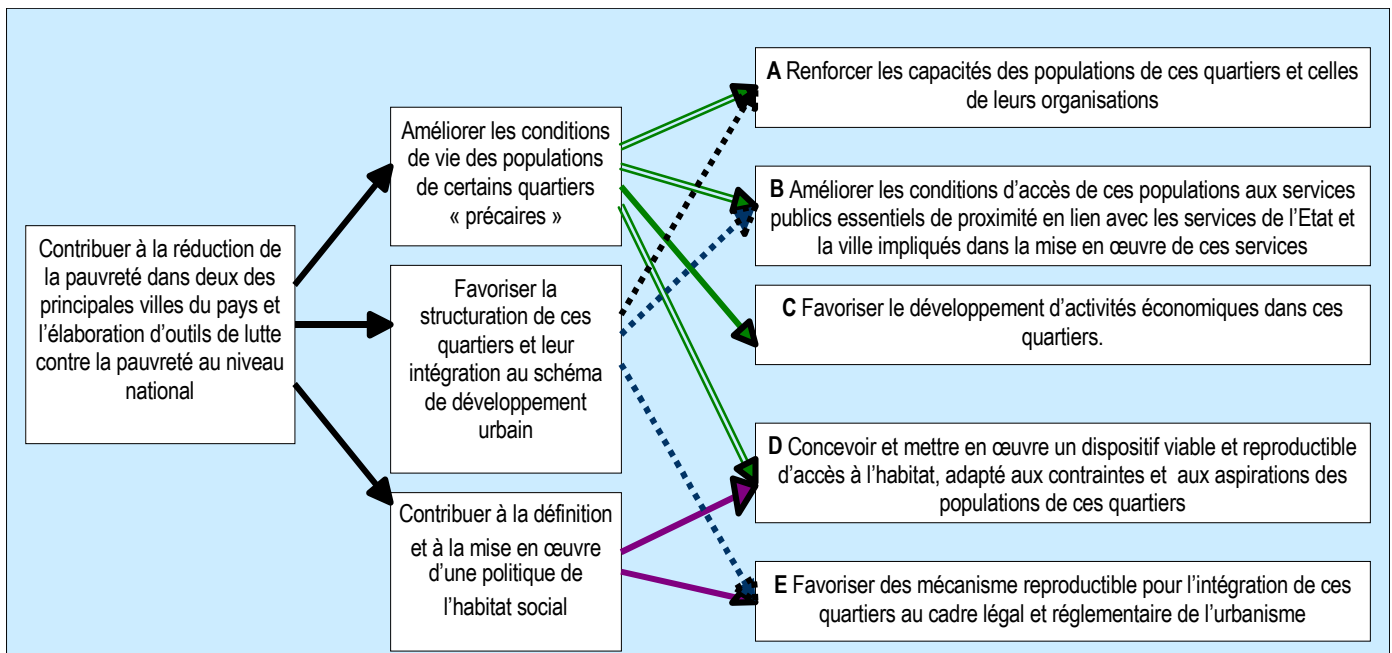 Contribuer à la réduction de
la pauvreté dans deux des
principales villes du pays et
l’élaboration d’outils de lutte
contre la pauvreté au niveau
national
Améliorer les conditions
de vie des populations
de certains quartiers
« précaires »
Favoriser la
structuration de ces
quartiers et leur
intégration au schéma
de développement
urbain
Contribuer à la définition
et à la mise en œuvre
d’une politique de
l’habitat social
A Renforcer les capacités des populations de ces quartiers et celles
de leurs organisations
B Améliorer les conditions d’accès de ces populations aux services
publics essentiels de proximité en lien avec les services de l’Etat et
la ville impliqués dans la mise en œuvre de ces services
C Favoriser le développement d’activités économiques dans ces
quartiers.
D Concevoir et mettre en œuvre un dispositif viable et reproductible
d’accès à l’habitat, adapté aux contraintes et aux aspirations des
populations de ces quartiers
E Favoriser des mécanisme reproductible pour l’intégration de ces
quartiers au cadre légal et réglementaire de l’urbanisme